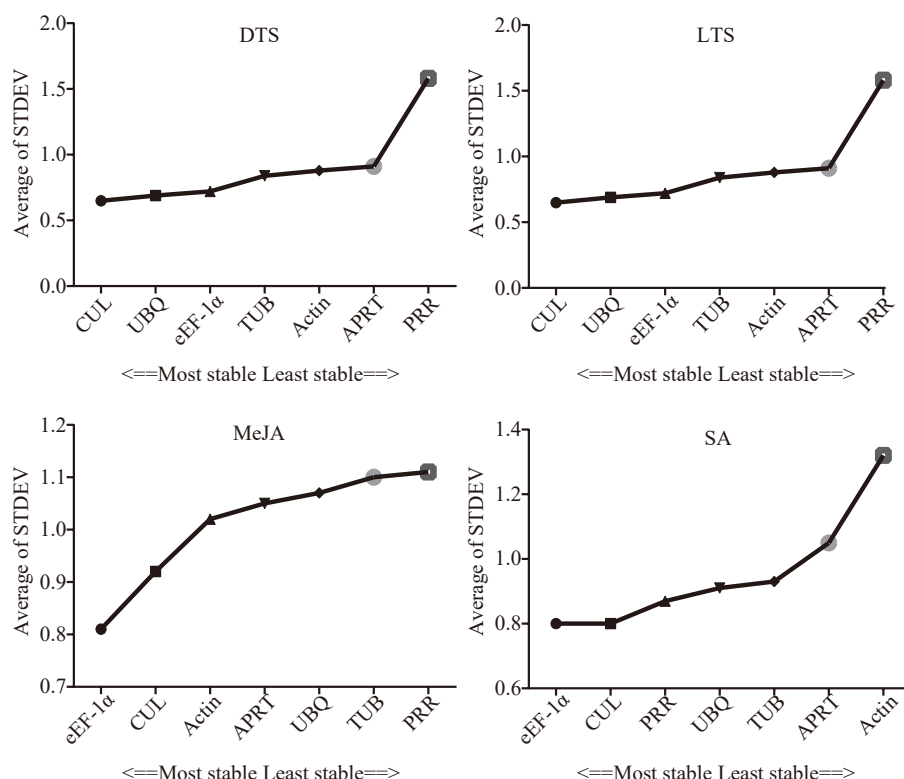 DTS
Average of STDEV
2.0
1.5
1.0
0.5
0.0
CUL
UBQ
eEF-1α
TUB
Actin
APRT
PRR
<==Most stable Least stable==>
LTS
Average of STDEV
2.0
1.5
1.0
0.5
0.0
CUL
UBQ
eEF-1α
TUB
Actin
APRT
PRR
<==Most stable Least stable==>
MeJA
Average of STDEV
1.2
1.1
1.0
0.9
0.8
0.7
eEF-1α
CUL
Actin
APRT
UBQ
TUB
PRR
<==Most stable Least stable==>
SA
Average of STDEV
1.4
1.2
1.0
0.8
0.6
eEF-1α
CUL
PRR
UBQ
TUB
APRT
Actin
<==Most stable Least stable==>